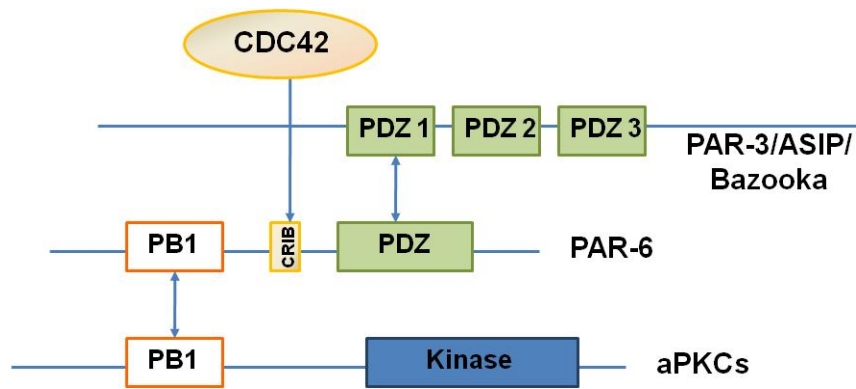 CDC42
PDZ 1 PDZ 2 PDZ 3
PAR-3/ASIP/
Bazooka
PB1 CRIB PDZ PAR-6
PB1 Kinase aPKCs